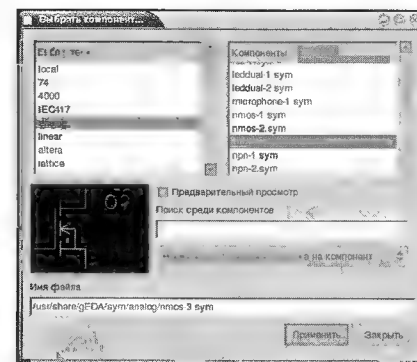 Выбрать компонент...
local
74
4000
IEC417
linear
altera
lattice
Компоненты
leddual-1 sym
leddual-2 sym
microphone-1 sym
nmos-1 sym
nmos-2.sym
npn-1 sym
npn-2.sym
Предварительный просмотр
Поиск среди компонентов
на компонент
Имя файла
/usr/share/gEDA/sym/analog/nmos-3 sym
Применить
Закрыть